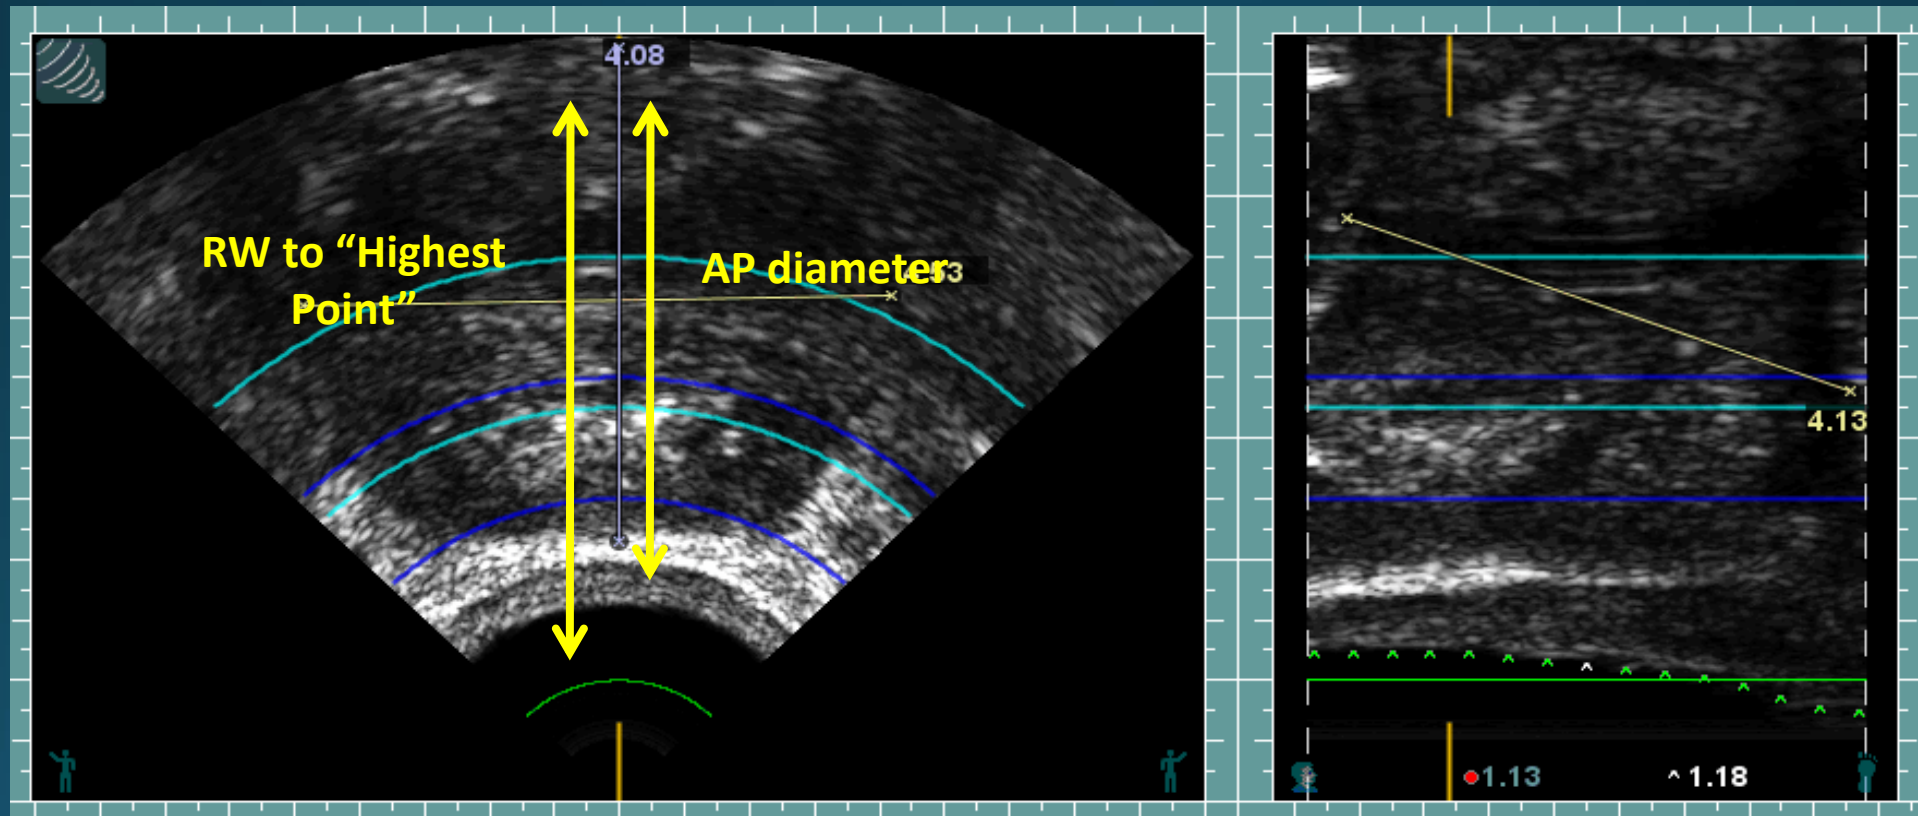 4.08
RW to “Highest
Point”
AP diameter
4.13
1.13
^ 1.18